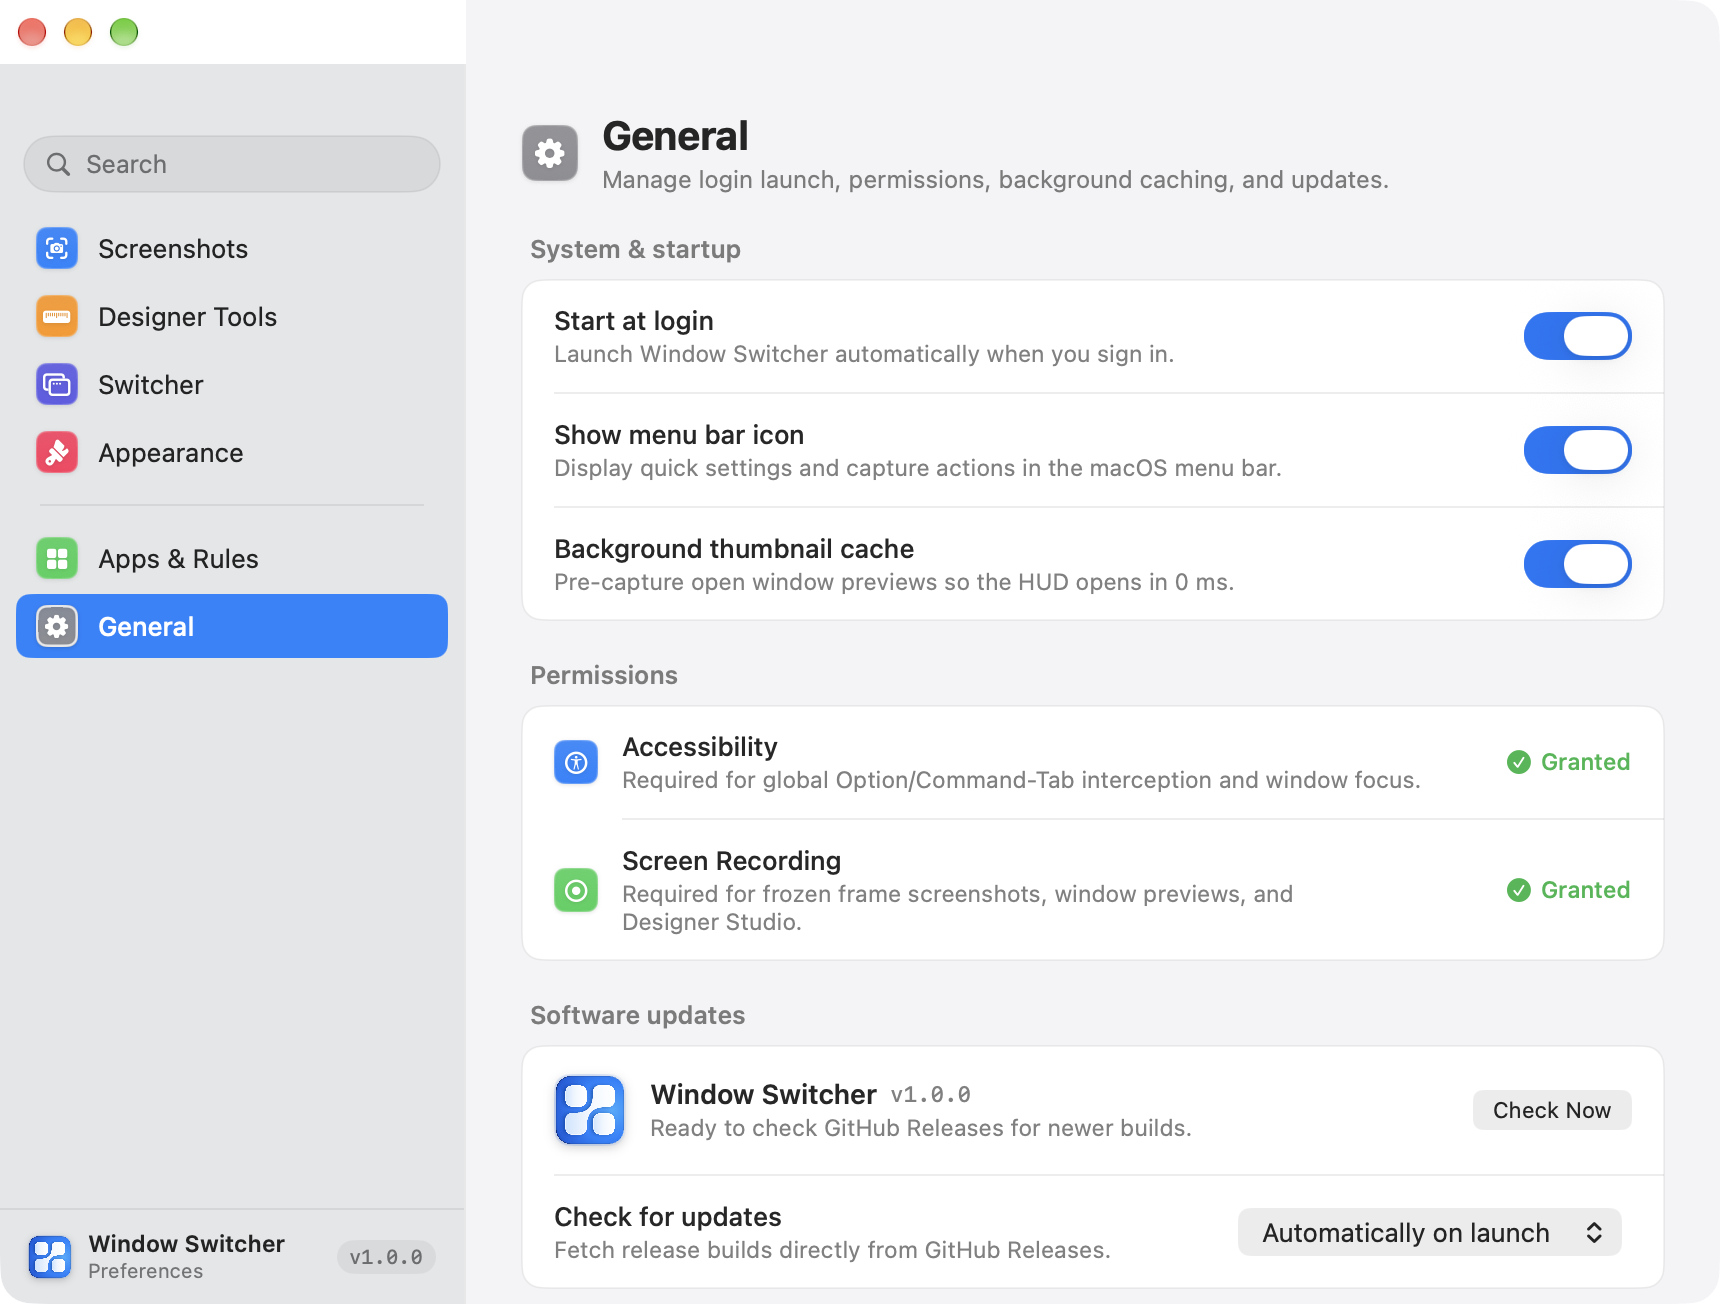 Search
Screenshots
Designer Tools
Switcher
Appearance
Apps & Rules
General
Window Switcher
Preferences
v1.0.0
General
Manage login launch, permissions, background caching, and updates.
System & startup
Start at login
Launch Window Switcher automatically when you sign in.
Show menu bar icon
Display quick settings and capture actions in the macOS menu bar.
Background thumbnail cache
Pre-capture open window previews so the HUD opens in 0 ms.
Permissions
Accessibility
Required for global Option/Command-Tab interception and window focus.
Granted
Screen Recording
Required for frozen frame screenshots, window previews, and
Designer Studio.
Granted
Software updates
Window Switcher v1.0.0
Ready to check GitHub Releases for newer builds.
Check Now
Check for updates
Fetch release builds directly from GitHub Releases.
Automatically on launch